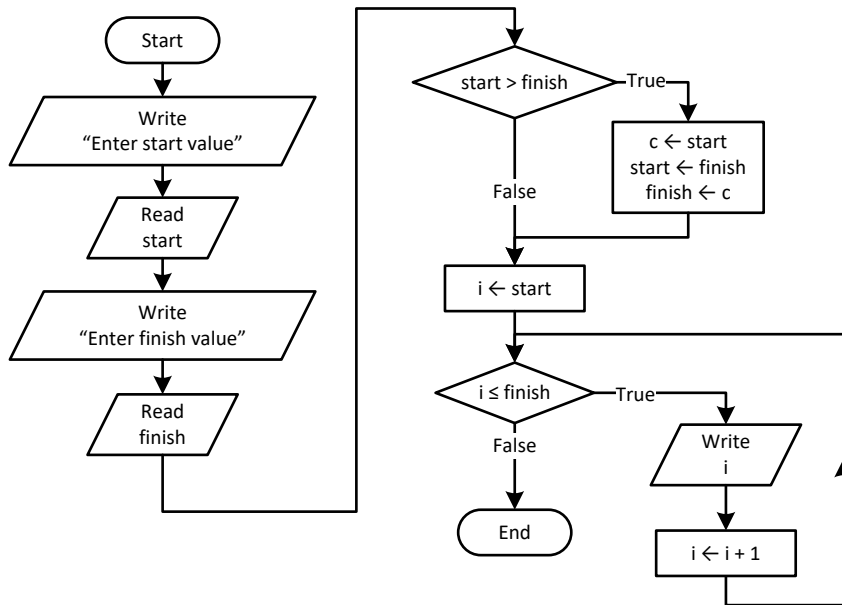 Start
Write
“Enter start value”
Read
start
Write
“Enter finish value”
Read
finish
start > finish
True
c ← start
start ← finish
finish ← c
False
i ← start
i ≤ finish
True
Write
i
i ← i + 1
False
End